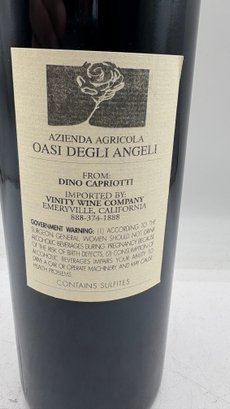 AZIENDA AGRICOLA
OASI DEGLI ANGELI
FROM:
DINO CAPRIOTTI
IMPORTED BY:
VINITY WINE COMPANY
EMERYVILLE, CALIFORNIA
888-374-1888
GOVERNMENT WARNING: (1) ACCORDING TO THE
SURGEON GENERAL WOMEN SHOULD NOT DRINK
ALCOHOLIC BEVERAGES DURING PREGNANCY BECAUSE
OF THE RISK OF BIRTH DEFECTS. (2) CONSUMPTION OF
ALCOHOLIC BEVERAGES IMPAIRS YOUR ABILITY TO
DRIVE A CAR OR OPERATE MACHINERY, AND MAY CAUSE
HEALTH PROBLEMS.
CONTAINS SULFITES